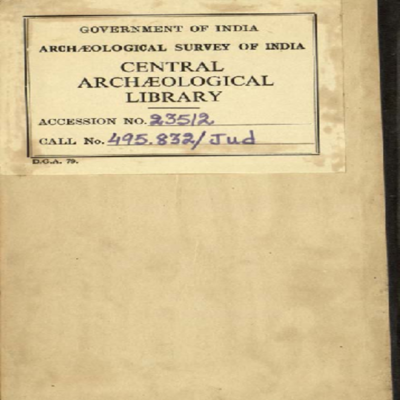 GOVERNMENT OF INDIA
ARCHÆOLOGICAL SURVEY OF INDIA
CENTRAL
ARCHÆOLOGICAL
LIBRARY
ACCESSION NO. 23512
CALL No. 495.832/Jud
D.G.A. 79.